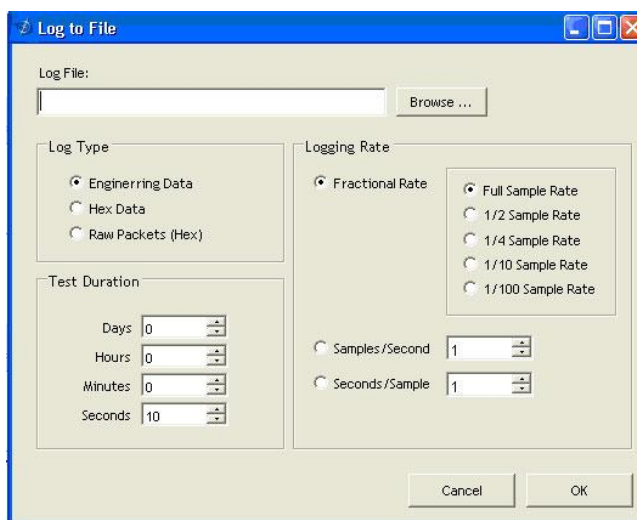 Log to File
Log File:
Browse ...
Log Type
Enginerring Data
Hex Data
Raw Packets (Hex)
Test Duration
Days 0
Hours 0
Minutes 0
Seconds 10
Logging Rate
Fractional Rate
Full Sample Rate
1/2 Sample Rate
1/4 Sample Rate
1/10 Sample Rate
1/100 Sample Rate
Samples/Second 1
Seconds/Sample 1
Cancel
OK